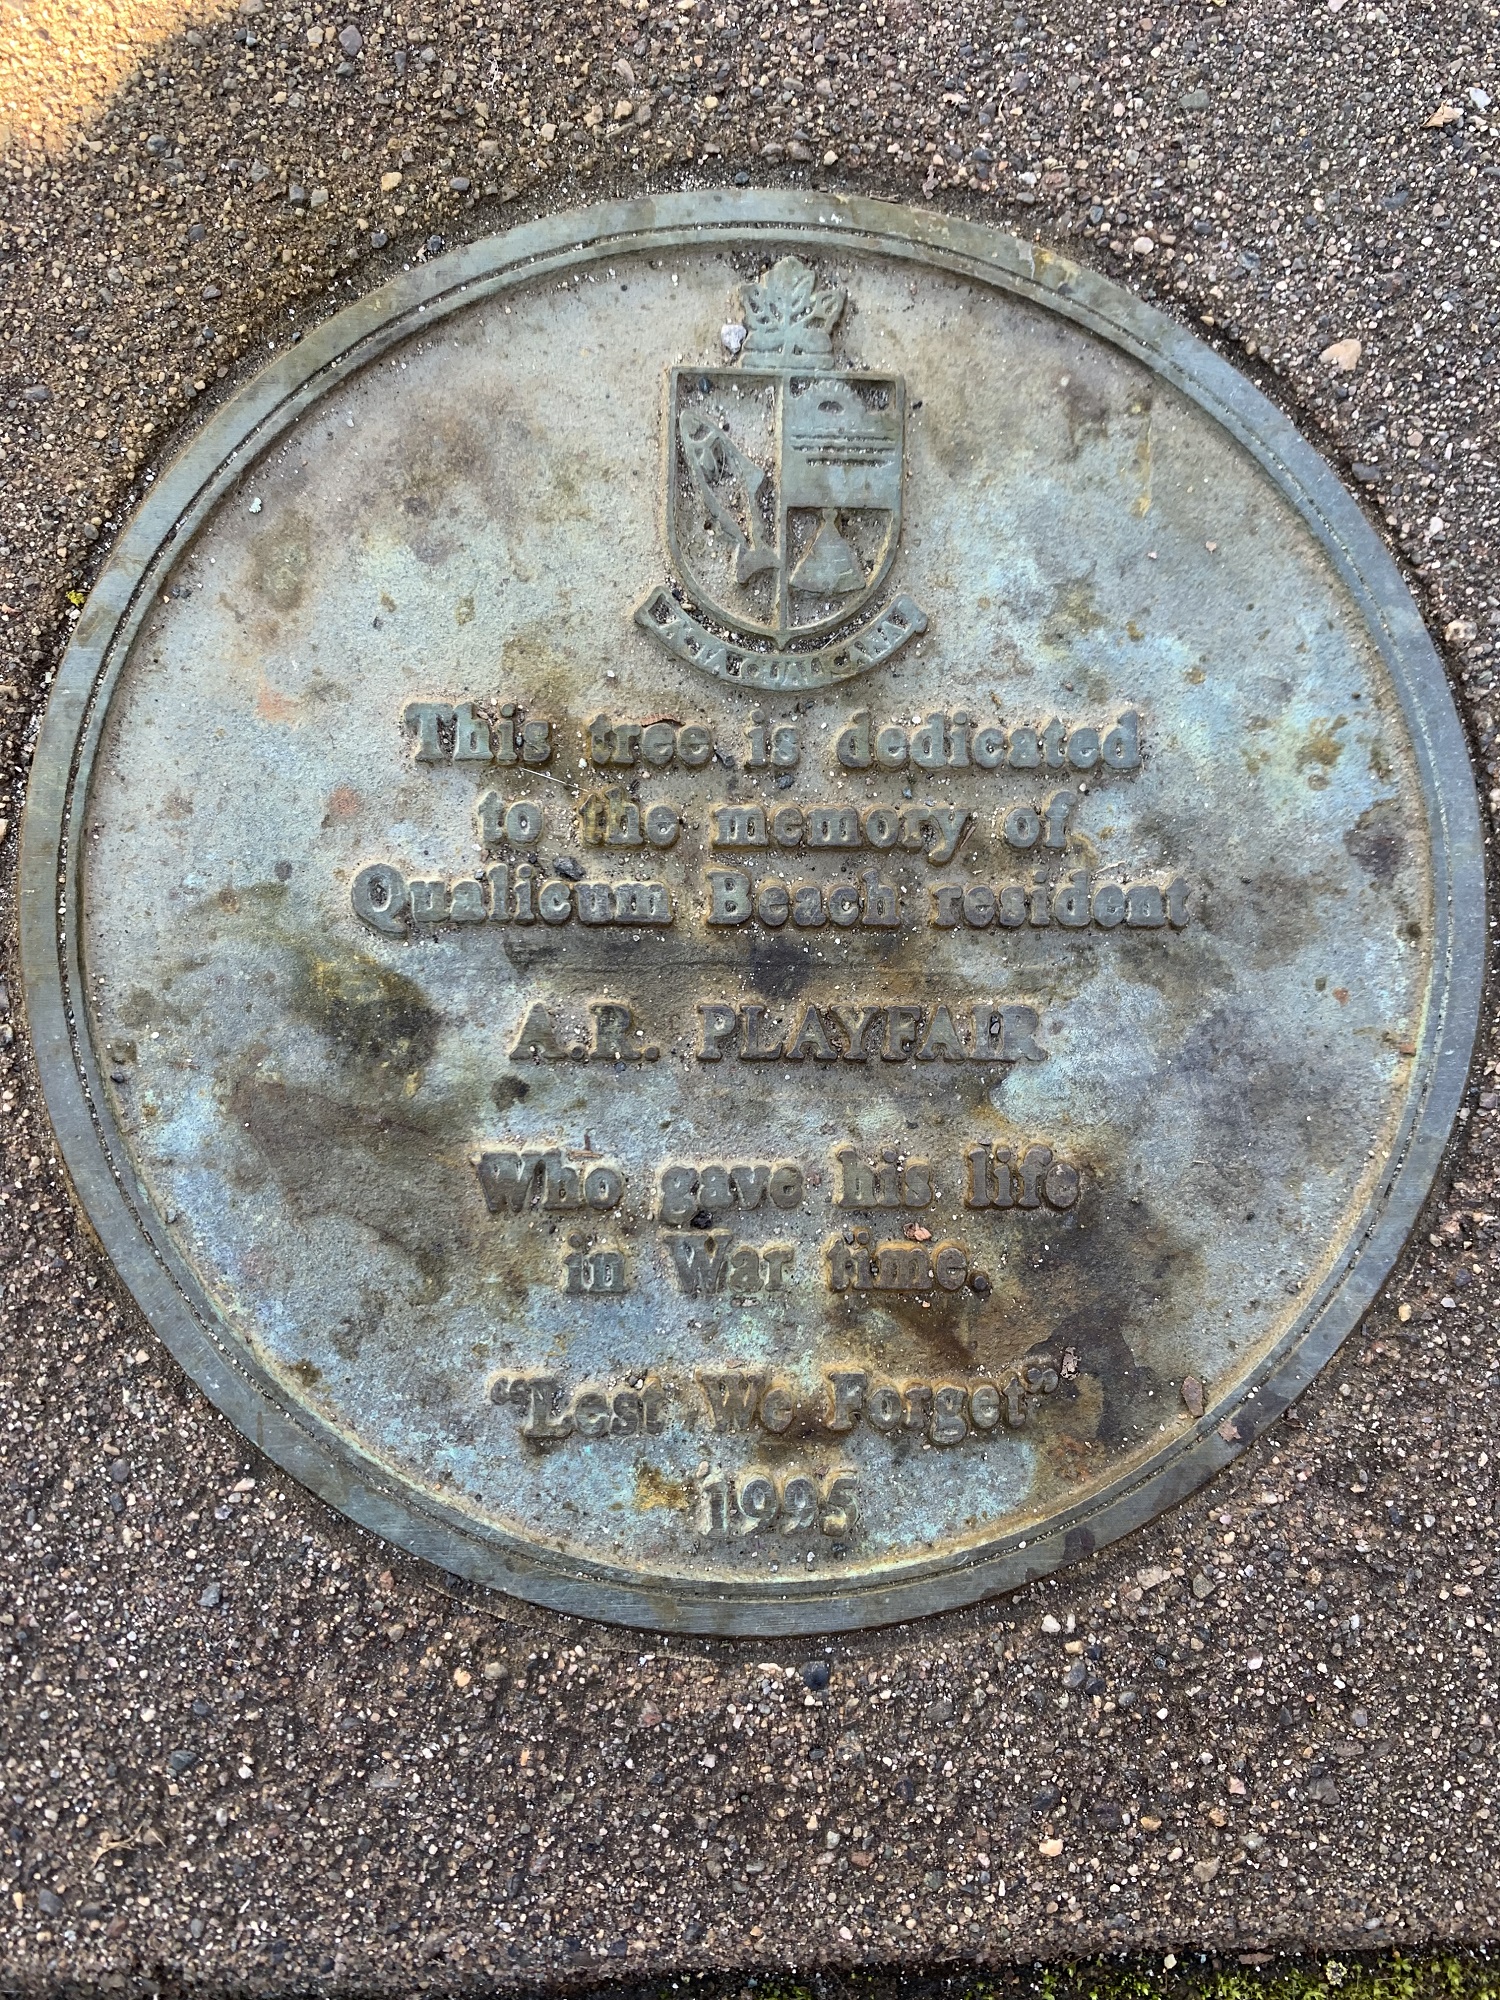 This tree is dedicated
to the memory of
Qualicum Beach resident
A.R. PLAYFAIR
Who gave his life
in War time.
“Lest We Forget”
1995